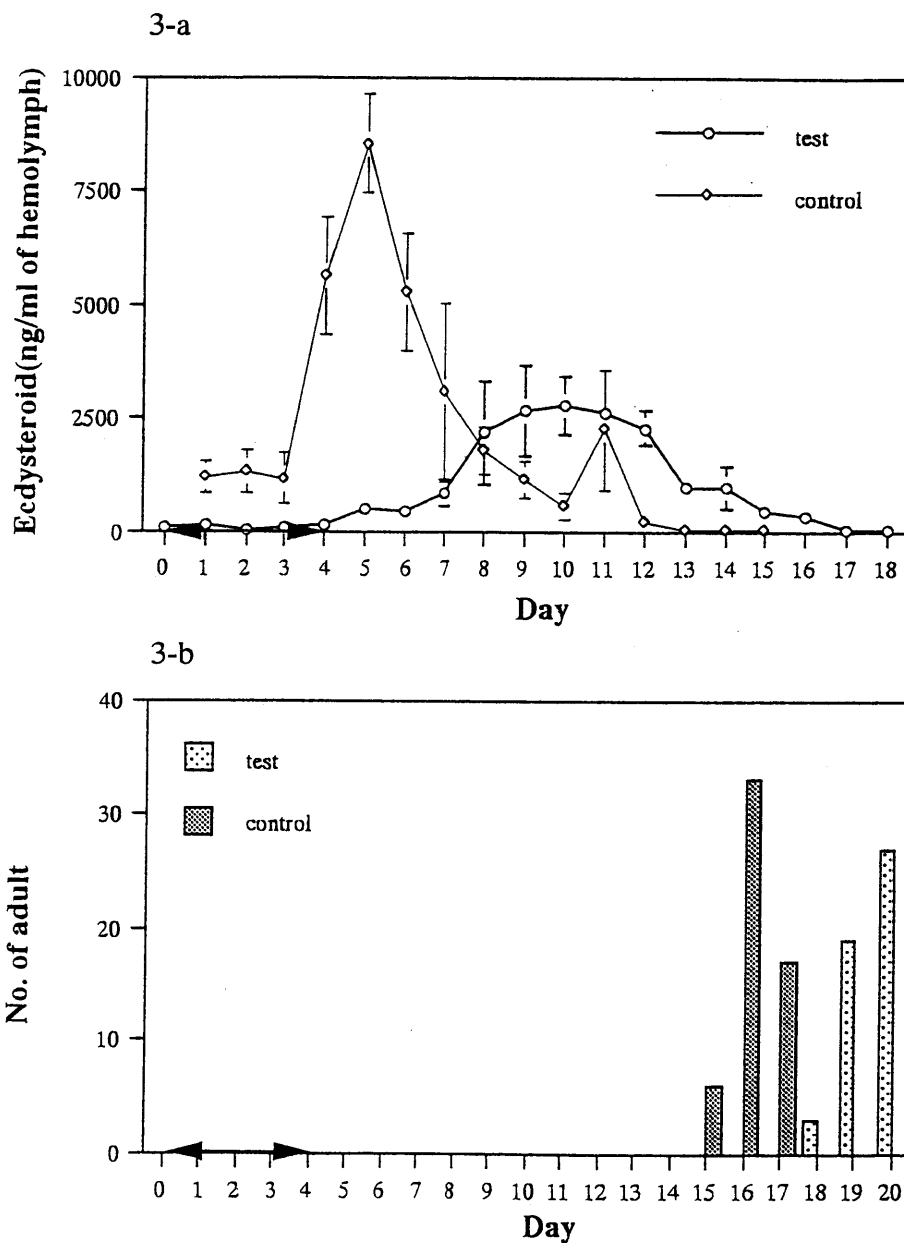 3-a
Ecdysteroid(ng/ml of hemolymph)
10000
7500
5000
2500
0
test
control
0 1 2 3 4 5 6 7 8 9 10 11 12 13 14 15 16 17 18
Day
3-b
No. of adult
40
30
20
10
0
test
control
0 1 2 3 4 5 6 7 8 9 10 11 12 13 14 15 16 17 18 19 20
Day